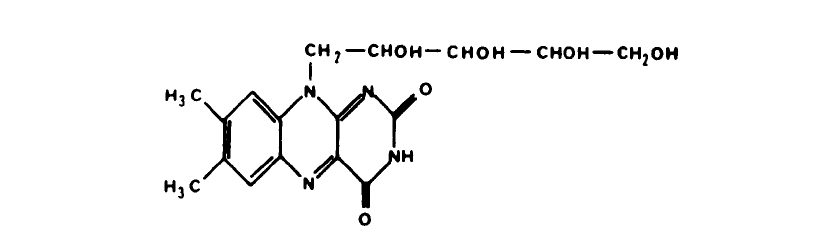 CH₂—CHOH—CHOH—CHOH—CH₂OH
H₃C N N O
NH
H₃C N
O